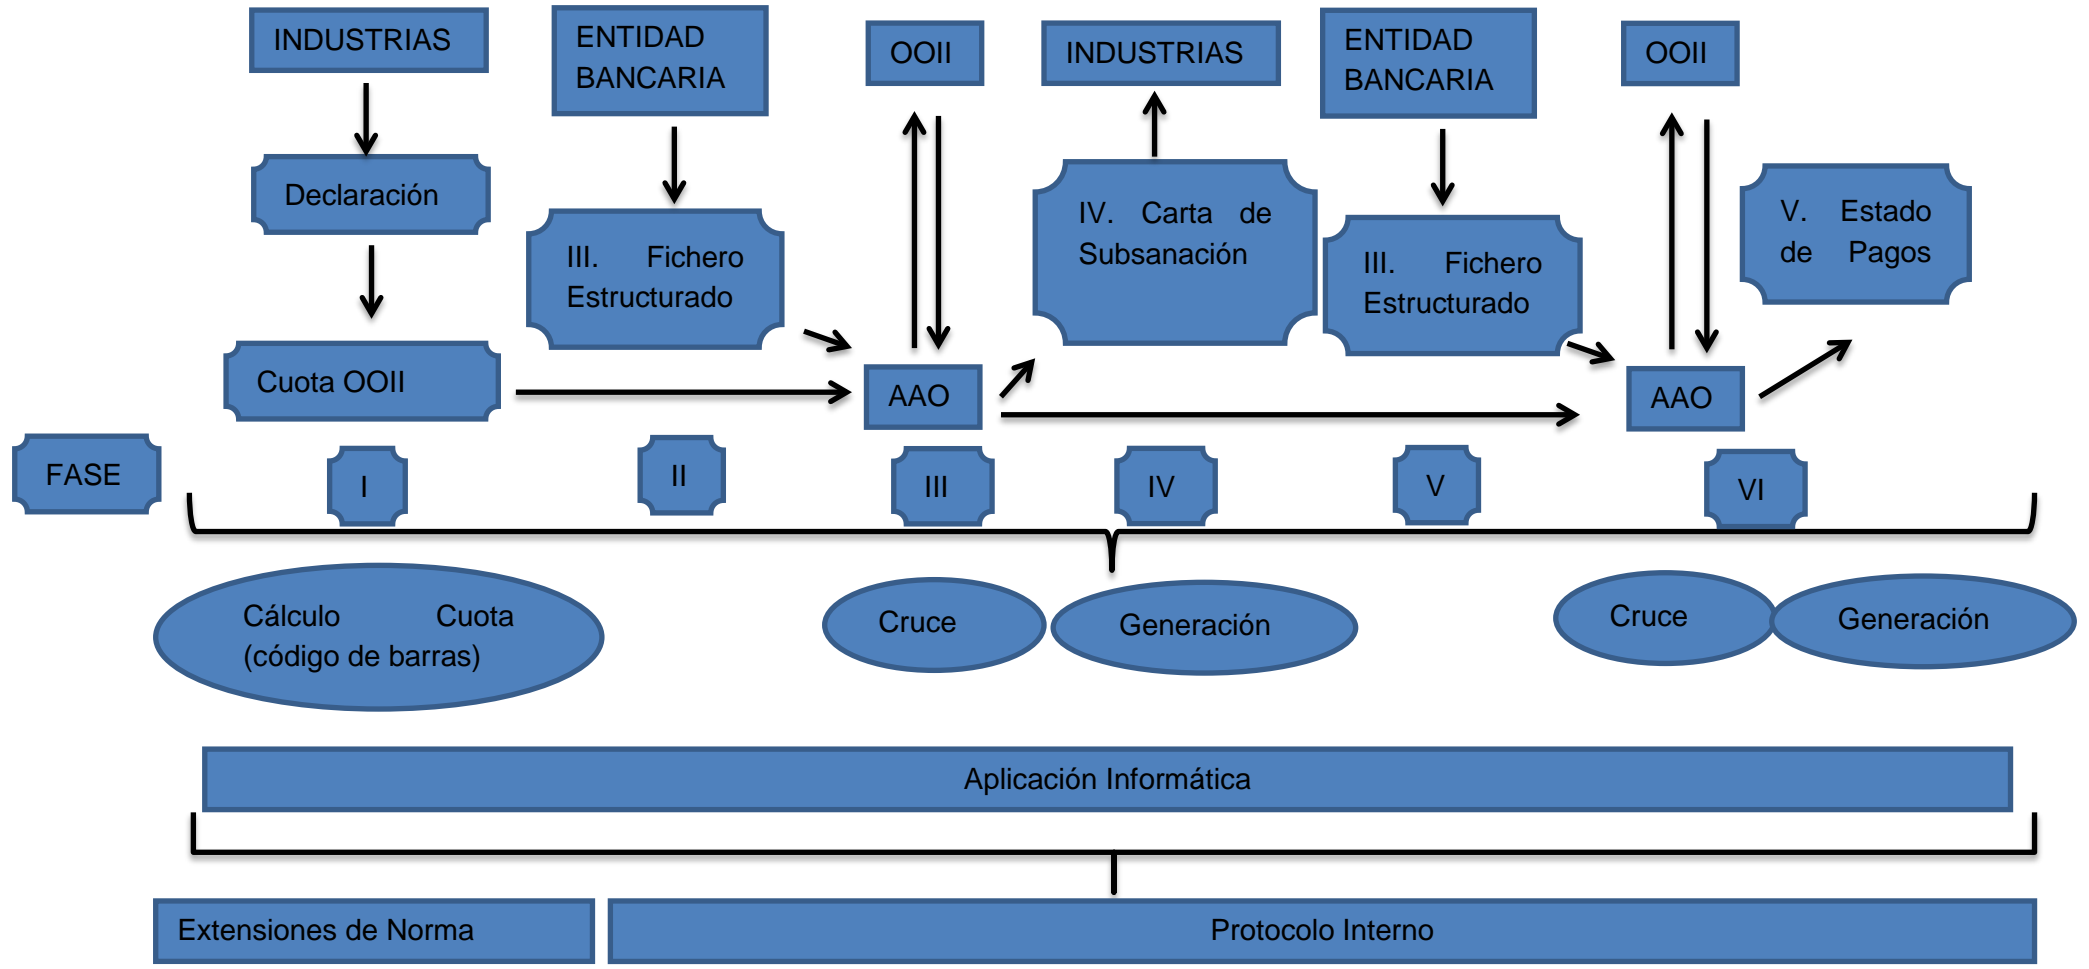 INDUSTRIAS
ENTIDAD
BANCARIA
OOII
INDUSTRIAS
ENTIDAD
BANCARIA
OOII
Declaración
III. Fichero
Estructurado
IV. Carta de
Subsanación
III. Fichero
Estructurado
V. Estado
de Pagos
Cuota OOII
AAO
AAO
FASE
I
II
III
IV
V
VI
Cálculo Cuota
(código de barras)
Cruce
Generación
Cruce
Generación
Aplicación Informática
Extensiones de Norma
Protocolo Interno